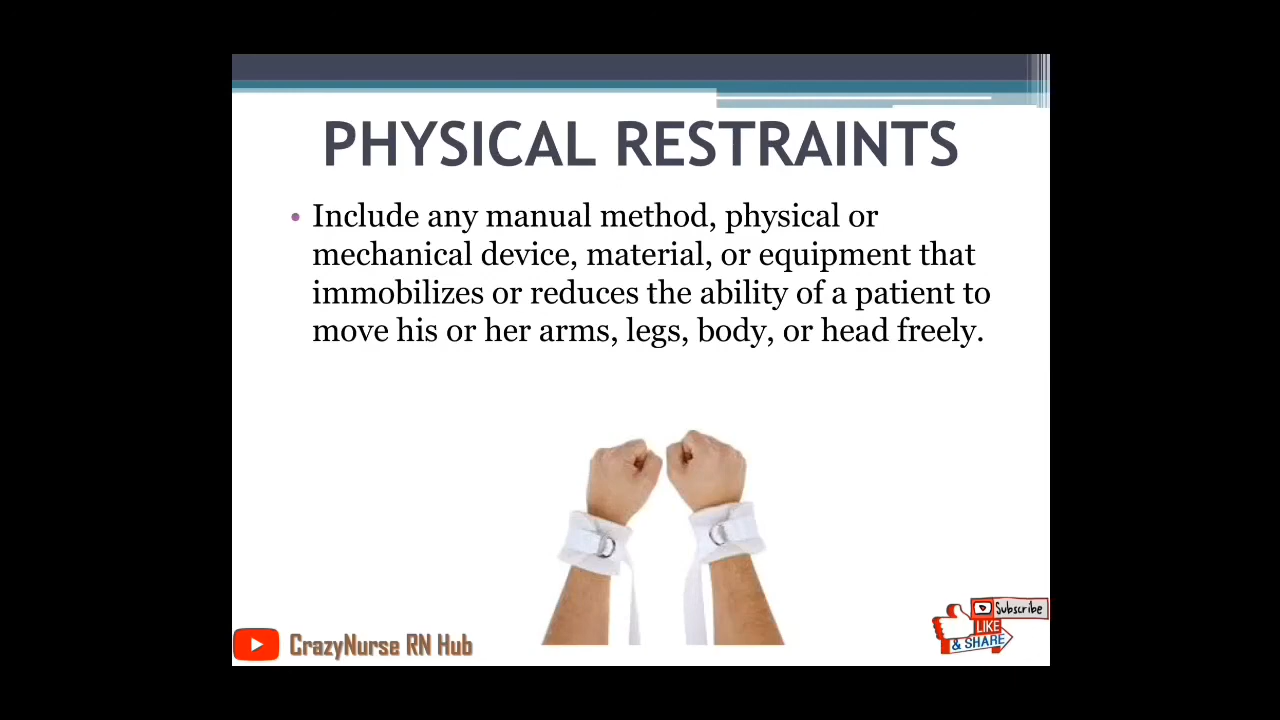 PHYSICAL RESTRAINTS
• Include any manual method, physical or
mechanical device, material, or equipment that
immobilizes or reduces the ability of a patient to
move his or her arms, legs, body, or head freely.
Subscribe
LIKE
& SHARE
CrazyNurse RN Hub